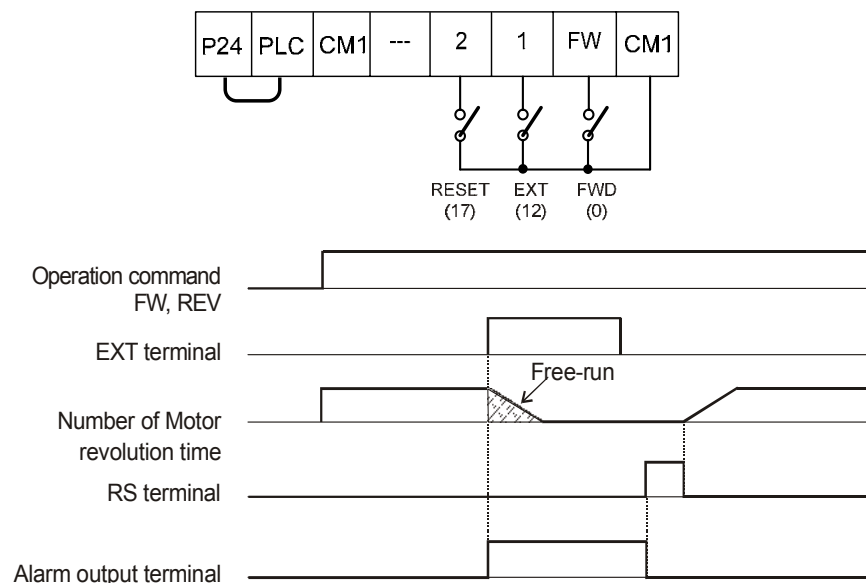 P24 PLC CM1 --- 2 1 FW CM1
RESET EXT FWD
(17) (12) (0)
Operation command
FW, REV
EXT terminal
Free-run
Number of Motor
revolution time
RS terminal
Alarm output terminal